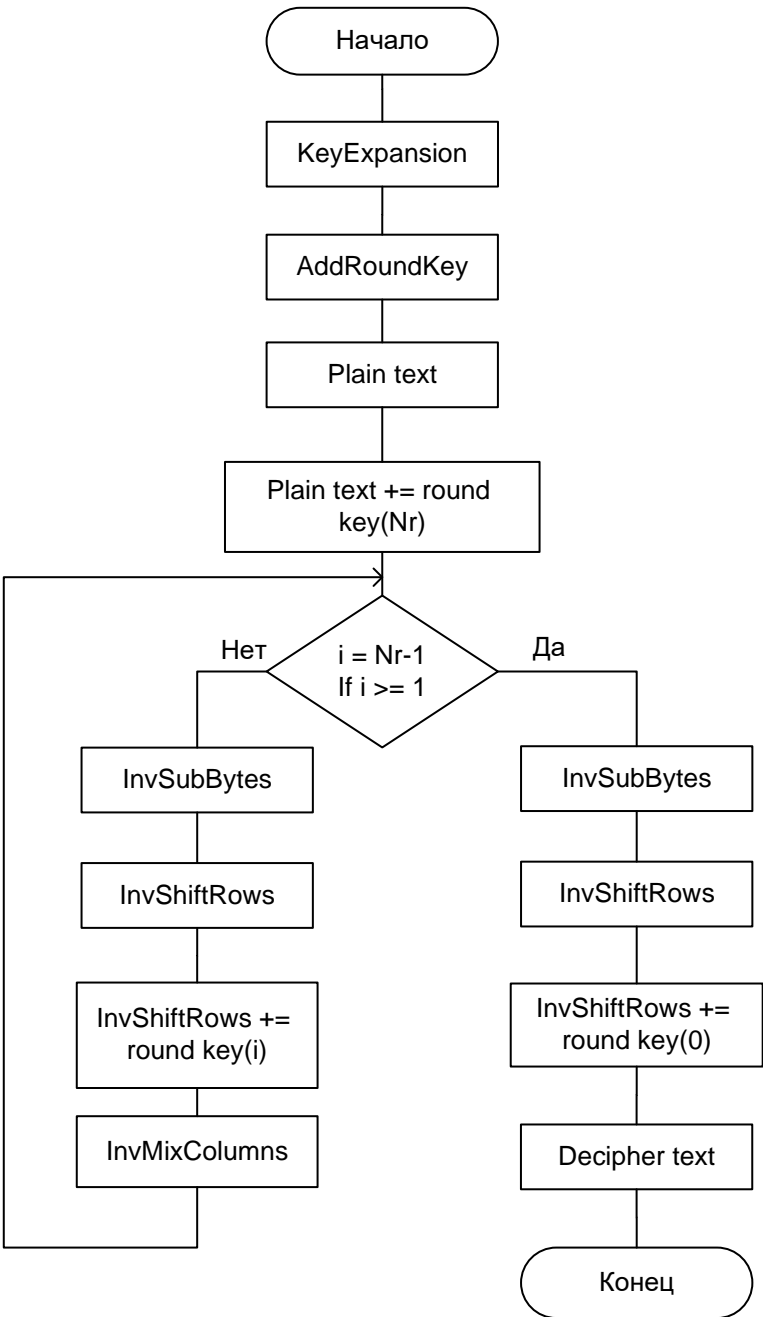 Начало
KeyExpansion
AddRoundKey
Plain text
Plain text += round
key(Nr)
Нет
i = Nr-1
If i >= 1
Да
InvSubBytes
InvShiftRows
InvShiftRows +=
round key(i)
InvMixColumns
InvSubBytes
InvShiftRows
InvShiftRows +=
round key(0)
Decipher text
Конец